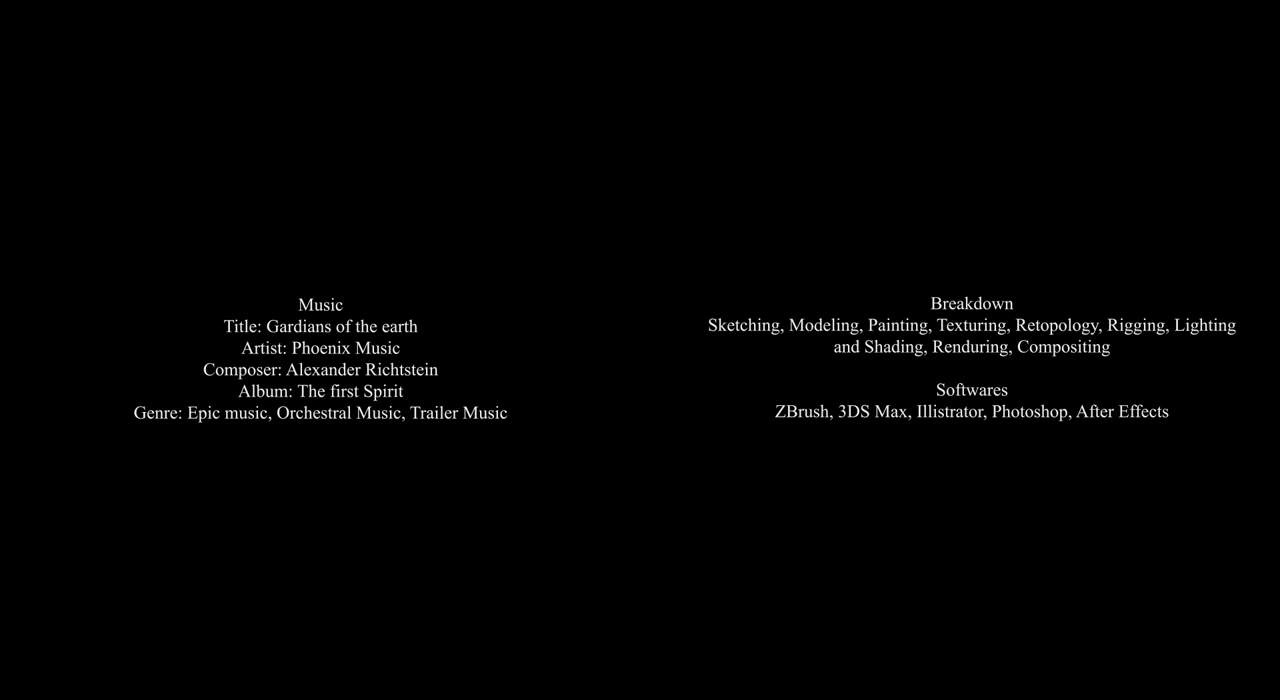 Music
Title: Gardians of the earth
Artist: Phoenix Music
Composer: Alexander Richtstein
Album: The first Spirit
Genre: Epic music, Orchestral Music, Trailer Music
Breakdown
Sketching, Modeling, Painting, Texturing, Retopology, Rigging, Lighting
and Shading, Renduring, Compositing
Softwares
ZBrush, 3DS Max, Illistrator, Photoshop, After Effects